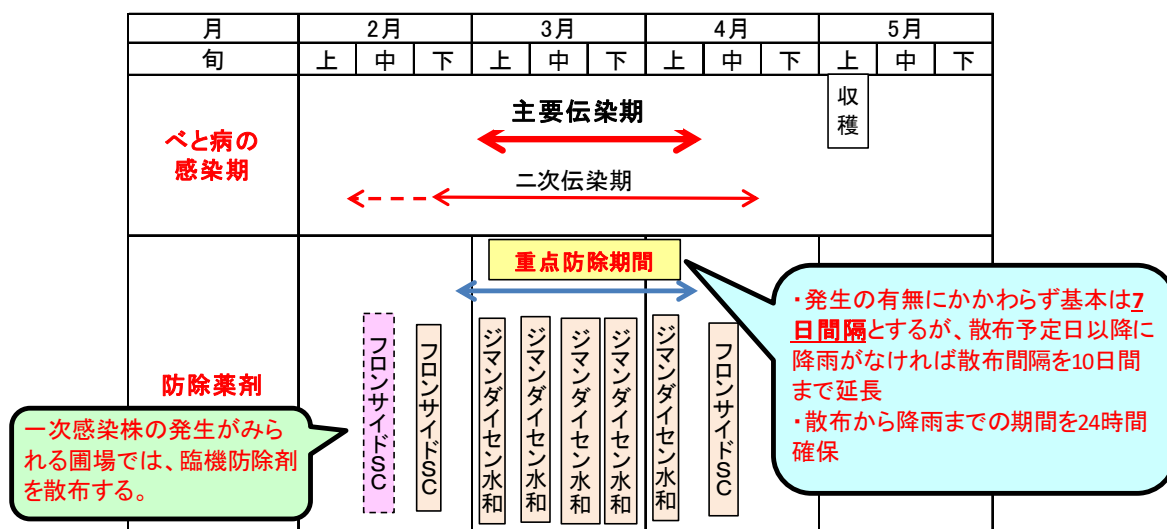 月 2月 3月 4月 5月
旬 上 中 下 上 中 下 上 中 下 上 中 下
べと病の
感染期
主要伝染期
二次伝染期
収
穫
防除薬剤
重点防除期間
フロンサイドSC
フロンサイドSC
ジマンダイセン水和
ジマンダイセン水和
ジマンダイセン水和
ジマンダイセン水和
ジマンダイセン水和
フロンサイドSC
一次感染株の発生がみら
れる圃場では、臨機防除剤
を散布する。
・発生の有無にかかわらず基本は7
日間隔とするが、散布予定日以降に
降雨がなければ散布間隔を10日間
まで延長
・散布から降雨までの期間を24時間
確保